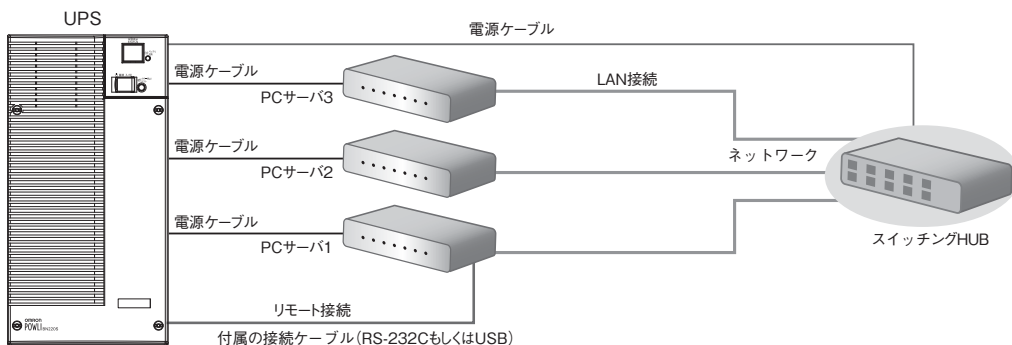 UPS
電源ケーブル
電源ケーブル
PCサーバ3
LAN接続
電源ケーブル
PCサーバ2
ネットワーク
電源ケーブル
PCサーバ1
スイッチングHUB
リモート接続
omron
POWLI BN220S
付属の接続ケーブル(RS-232CもしくはUSB)